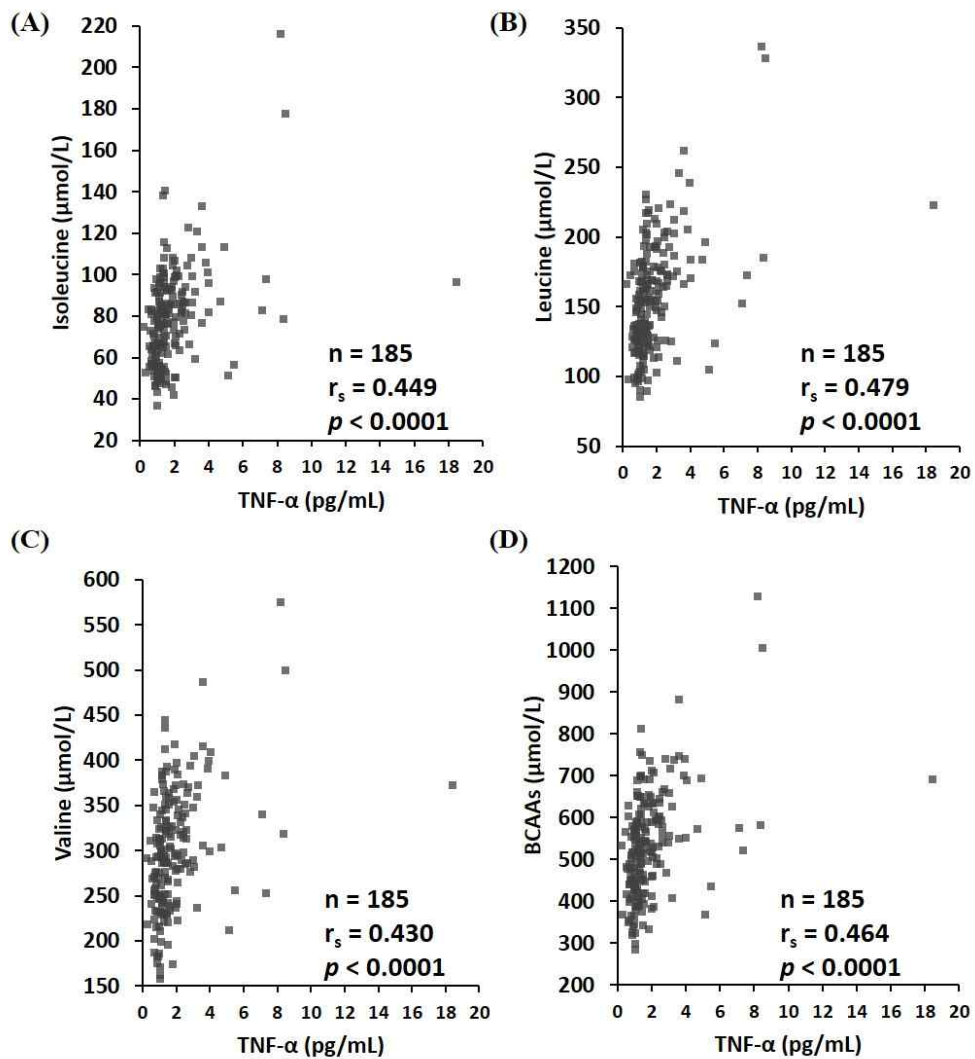 (A)
220
200
180
160
140
120
100
80
60
40
20
Isoleucine (µmol/L)
n = 185
rs = 0.449
p < 0.0001
0 2 4 6 8 10 12 14 16 18 20
TNF-α (pg/mL)
(B)
350
300
250
200
150
100
50
Leucine (µmol/L)
n = 185
rs = 0.479
p < 0.0001
0 2 4 6 8 10 12 14 16 18 20
TNF-α (pg/mL)
(C)
600
550
500
450
400
350
300
250
200
150
Valine (µmol/L)
n = 185
rs = 0.430
p < 0.0001
0 2 4 6 8 10 12 14 16 18 20
TNF-α (pg/mL)
(D)
1200
1100
1000
900
800
700
600
500
400
300
200
BCAAs (µmol/L)
n = 185
rs = 0.464
p < 0.0001
0 2 4 6 8 10 12 14 16 18 20
TNF-α (pg/mL)